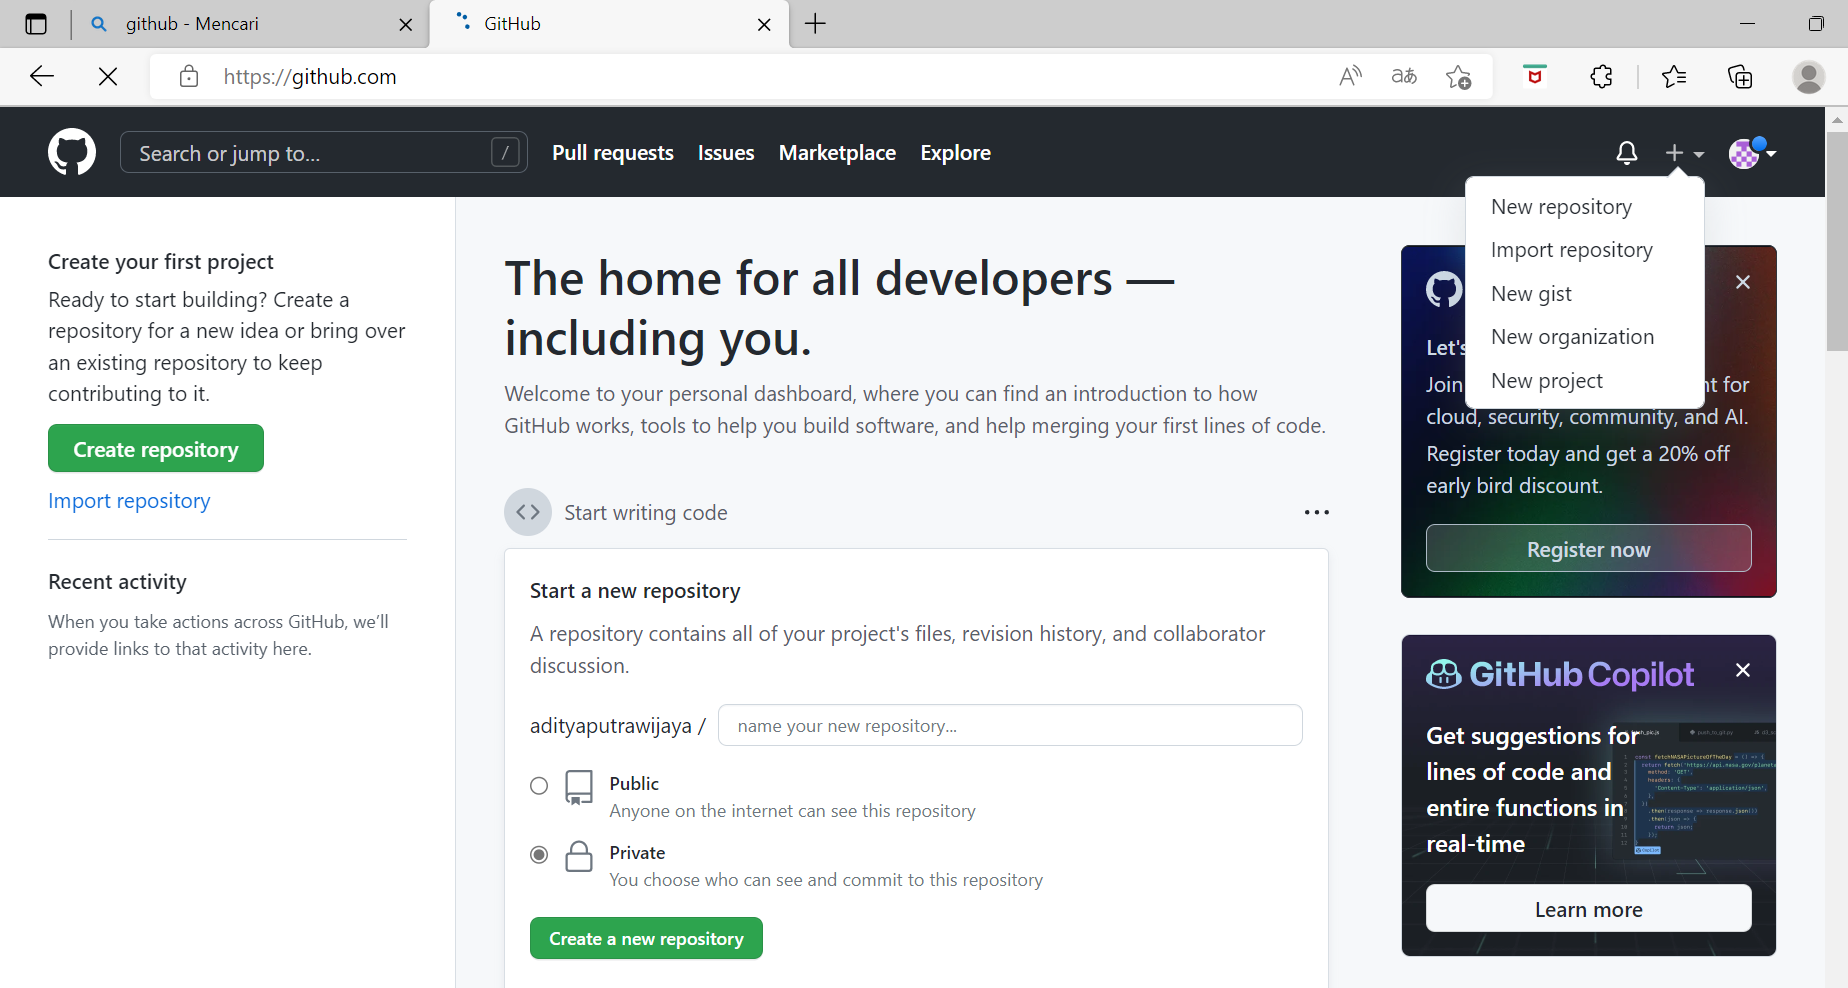 github - Mencari
GitHub
https://github.com
Search or jump to...
/
Pull requests
Issues
Marketplace
Explore
New repository
Import repository
New gist
New organization
New project
Create your first project
Ready to start building? Create a
repository for a new idea or bring over
an existing repository to keep
contributing to it.
Create repository
Import repository
Recent activity
When you take actions across GitHub, we'll
provide links to that activity here.
The home for all developers —
including you.
Welcome to your personal dashboard, where you can find an introduction to how
GitHub works, tools to help you build software, and help merging your first lines of code.
Start writing code
Start a new repository
A repository contains all of your project's files, revision history, and collaborator
discussion.
adityaputrawijaya /
name your new repository...
Public
Anyone on the internet can see this repository
Private
You choose who can see and commit to this repository
Create a new repository
Let's
Join
for
cloud, security, community, and AI.
Register today and get a 20% off
early bird discount.
Register now
GitHub Copilot
Get suggestions for
lines of code and
entire functions in
real-time
Learn more